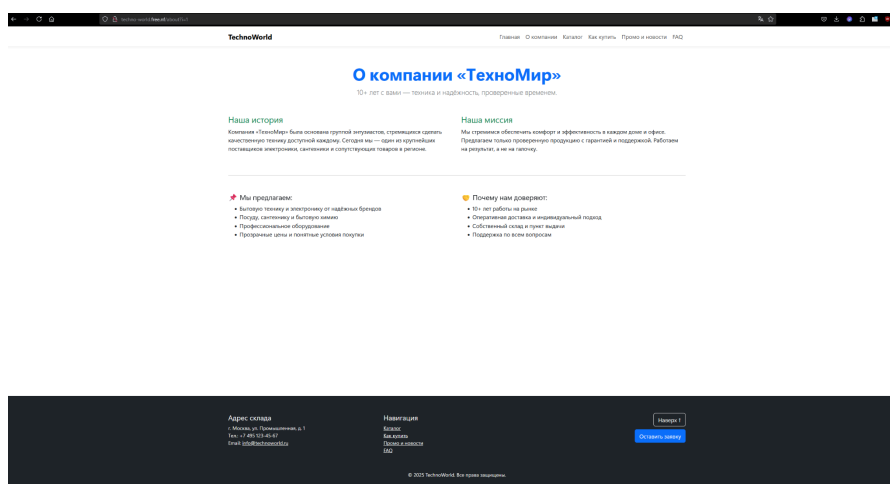 techno-world.free.nf/about?i=1
TechnoWorld
Главная О компании Каталог Как купить Промо и новости FAQ
О компании «ТехноМир»
10+ лет с вами — техника и надёжность, проверенные временем.
Наша история
Компания «ТехноМир» была основана группой энтузиастов, стремящихся сделать
качественную технику доступной каждому. Сегодня мы — один из крупнейших
поставщиков электроники, сантехники и сопутствующих товаров в регионе.
Наша миссия
Мы стремимся обеспечить комфорт и эффективность в каждом доме и офисе.
Предлагаем только проверенную продукцию с гарантией и поддержкой. Работаем
на результат, а не на галочку.
Мы предлагаем:
• Бытовую технику и электронику от надёжных брендов
• Посуду, сантехнику и бытовую химию
• Профессиональное оборудование
• Прозрачные цены и понятные условия покупки
Почему нам доверяют:
• 10+ лет работы на рынке
• Оперативная доставка и индивидуальный подход
• Собственный склад и пункт выдачи
• Поддержка по всем вопросам
Адрес склада
г. Москва, ул. Промышленная, д. 1
Тел.: +7 495 123-45-67
Email: info@technoworld.ru
Навигация
Каталог
Как купить
Промо и новости
FAQ
Наверх ↑
Оставить заявку
© 2025 TechnoWorld. Все права защищены.